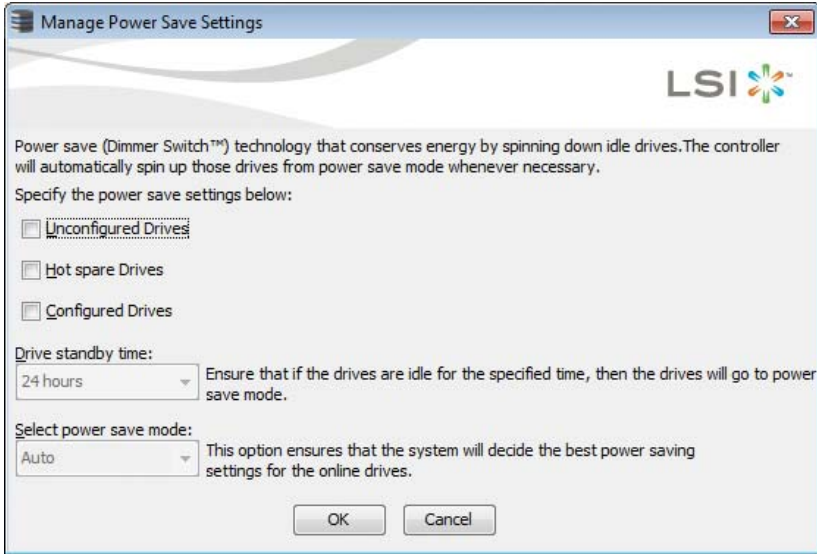 Manage Power Save Settings
LSI™
Power save (Dimmer Switch™) technology that conserves energy by spinning down idle drives.The controller
will automatically spin up those drives from power save mode whenever necessary.
Specify the power save settings below:
Unconfigured Drives
Hot spare Drives
Configured Drives
Drive standby time:
24 hours
Ensure that if the drives are idle for the specified time, then the drives will go to power
save mode.
Select power save mode:
Auto
This option ensures that the system will decide the best power saving
settings for the online drives.
OK
Cancel